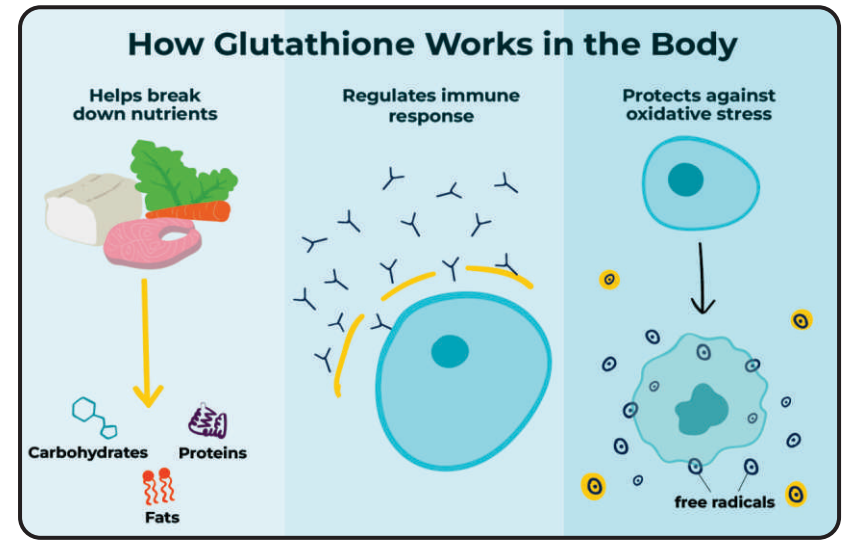 How Glutathione Works in the Body
Helps break
down nutrients
Carbohydrates
Proteins
Fats
Regulates immune
response
Protects against
oxidative stress
free radicals